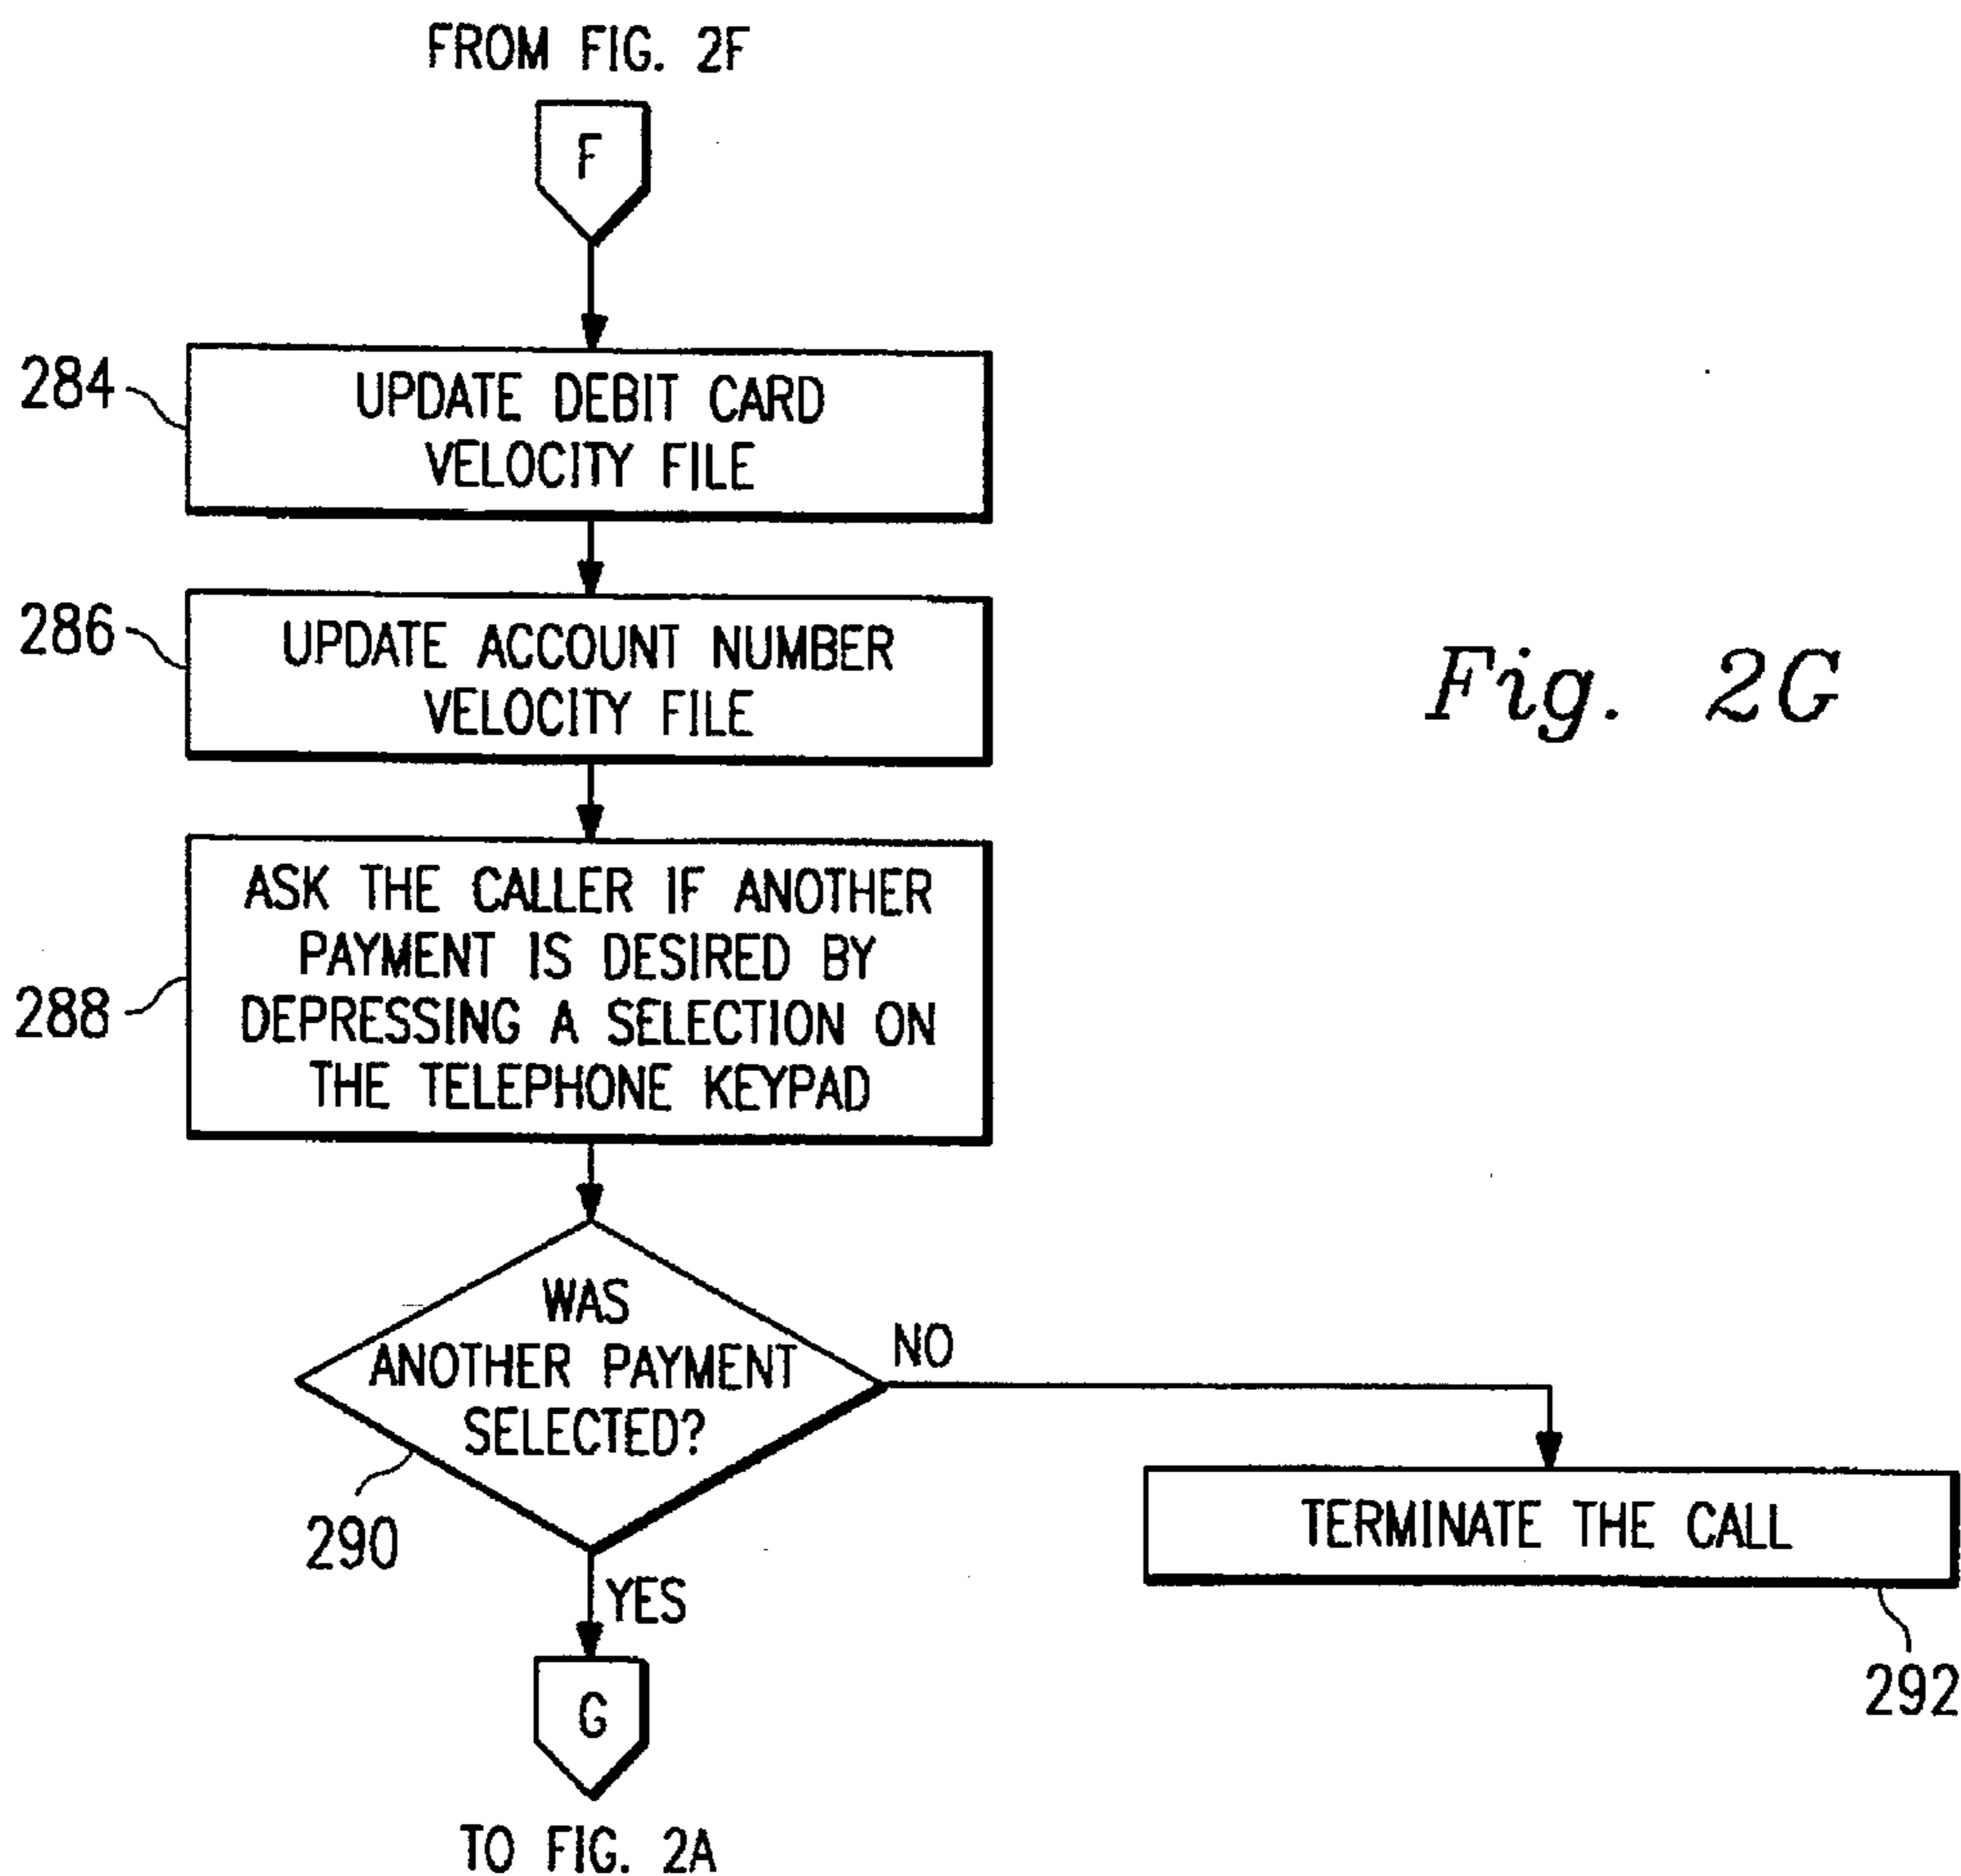 FROM FIG. 2F
F
284
UPDATE DEBIT CARD
VELOCITY FILE
286
UPDATE ACCOUNT NUMBER
VELOCITY FILE
Fig. 2G
288
ASK THE CALLER IF ANOTHER
PAYMENT IS DESIRED BY
DEPRESSING A SELECTION ON
THE TELEPHONE KEYPAD
WAS
ANOTHER PAYMENT
SELECTED?
NO
290
TERMINATE THE CALL
292
YES
G
TO FIG. 2A